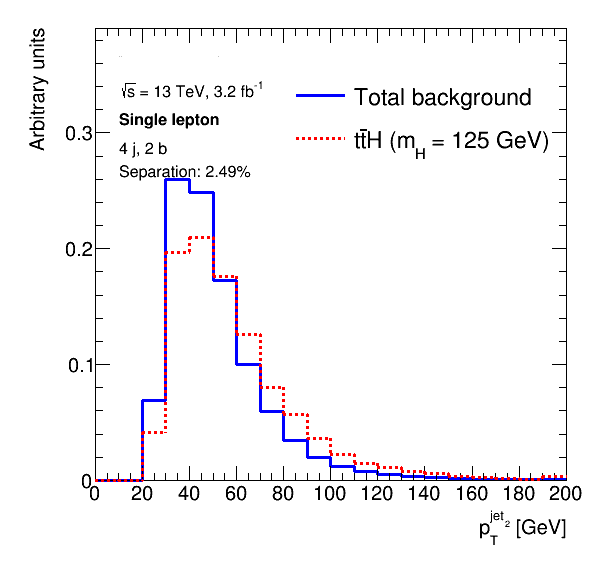 Arbitrary units
√s = 13 TeV, 3.2 fb⁻¹
Single lepton
4 j, 2 b
Separation: 2.49%
Total background
tt̄H (m_H = 125 GeV)
0.3
0.2
0.1
0
0 20 40 60 80 100 120 140 160 180 200
p_T^jet_2 [GeV]